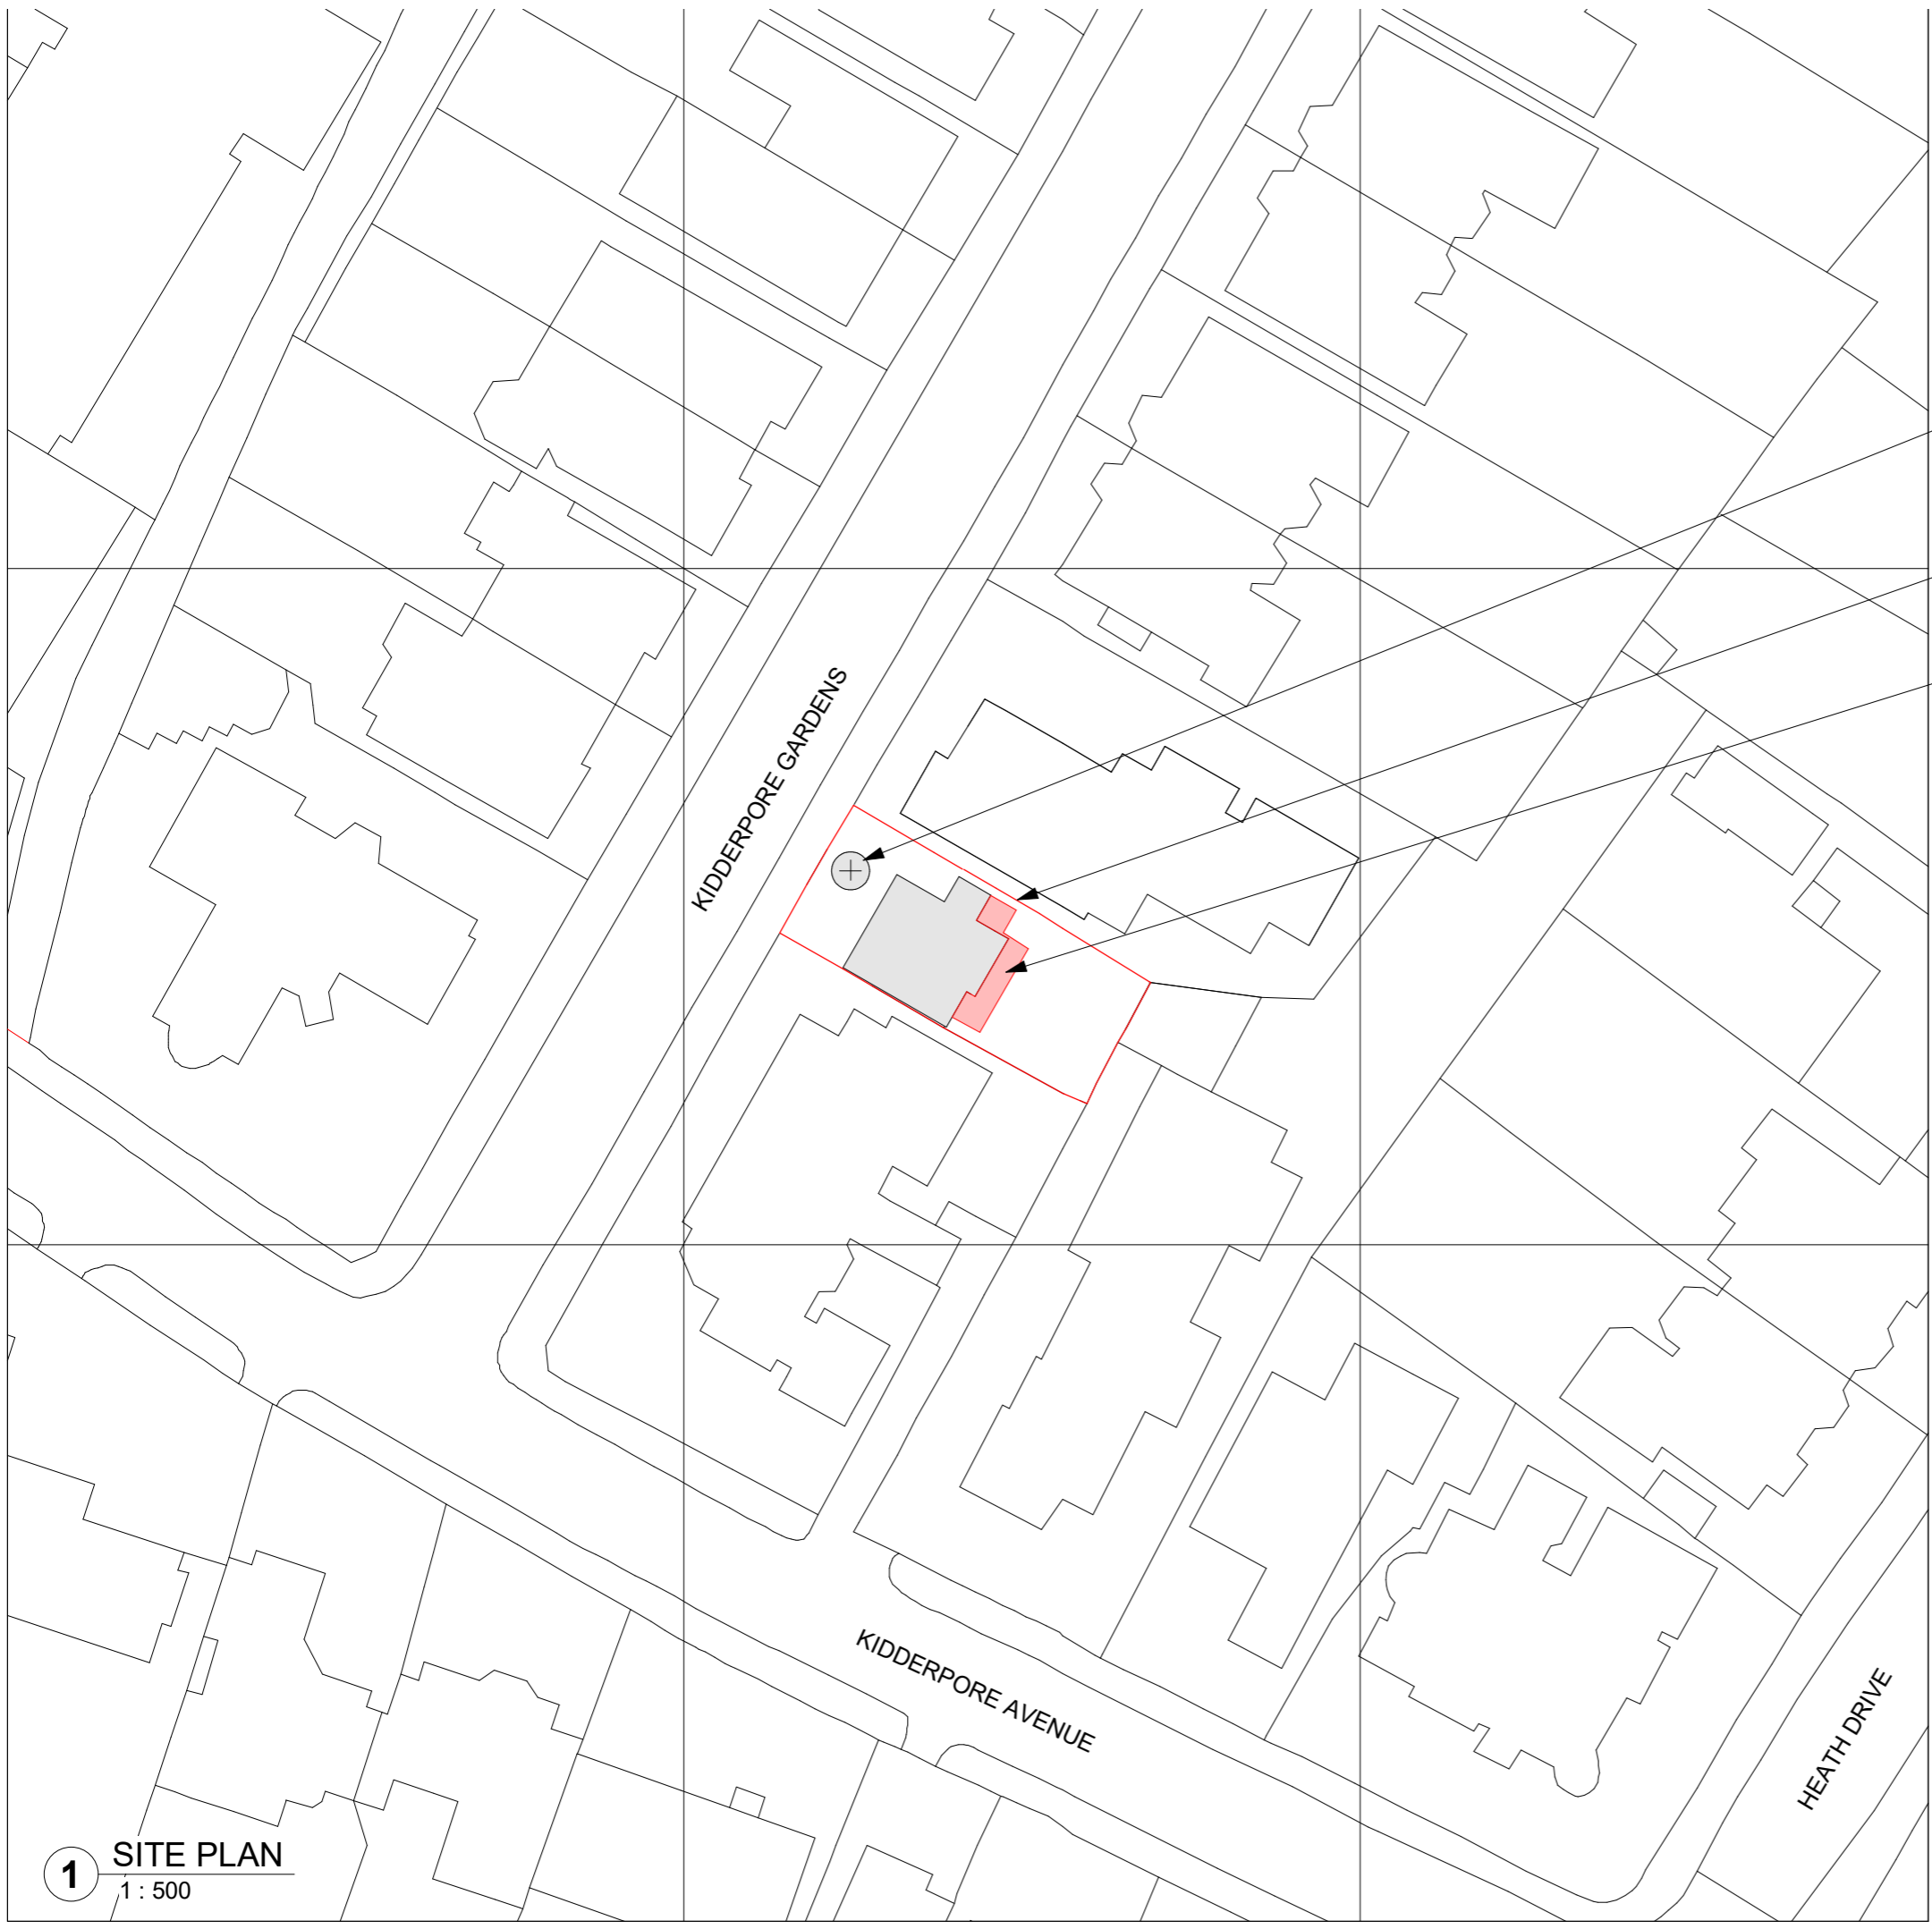 KIDDERPORE GARDENS
KIDDERPORE AVENUE
HEATH DRIVE
1 SITE PLAN
1 : 500